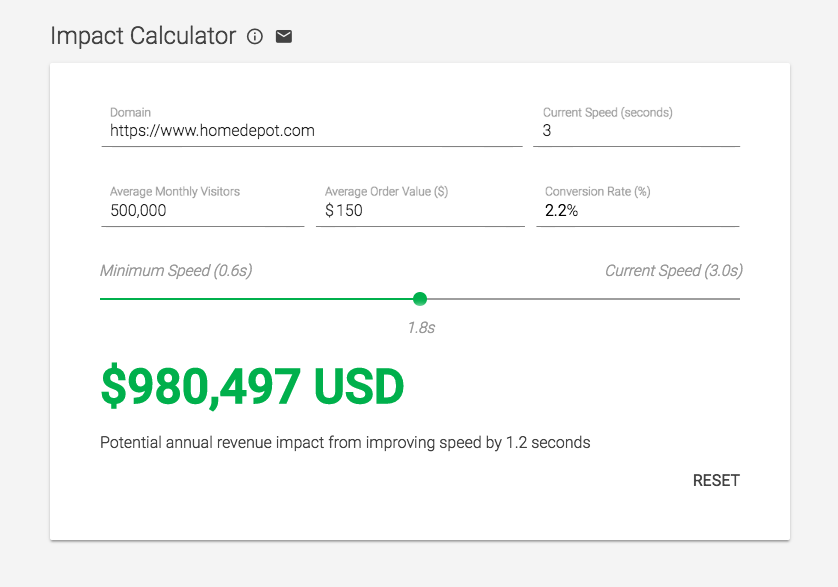 Impact Calculator
Domain
https://www.homedepot.com
Current Speed (seconds)
3
Average Monthly Visitors
500,000
Average Order Value ($)
$150
Conversion Rate (%)
2.2%
Minimum Speed (0.6s)
Current Speed (3.0s)
1.8s
$980,497 USD
Potential annual revenue impact from improving speed by 1.2 seconds
RESET